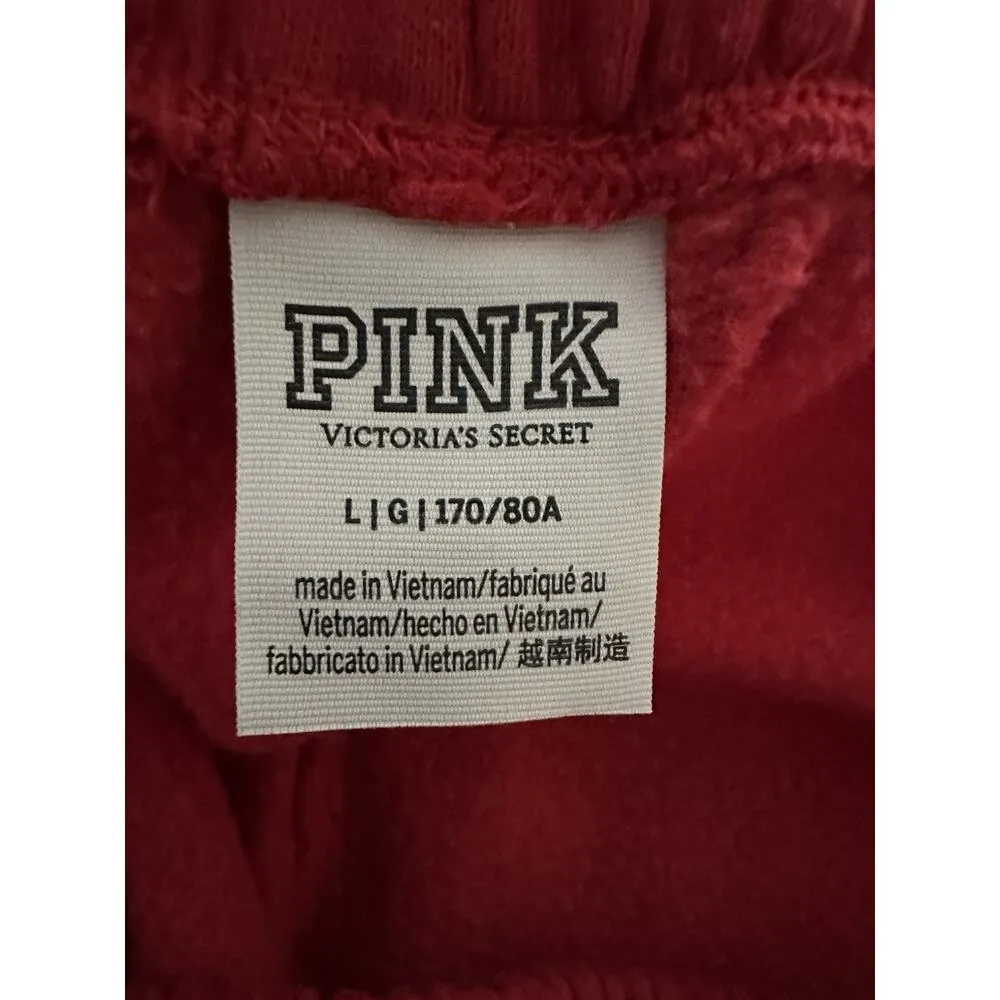 PINK
VICTORIA'S SECRET
L | G | 170/80A
made in Vietnam/fabriqué au
Vietnam/hecho en Vietnam/
fabbricato in Vietnam/ 越南制造